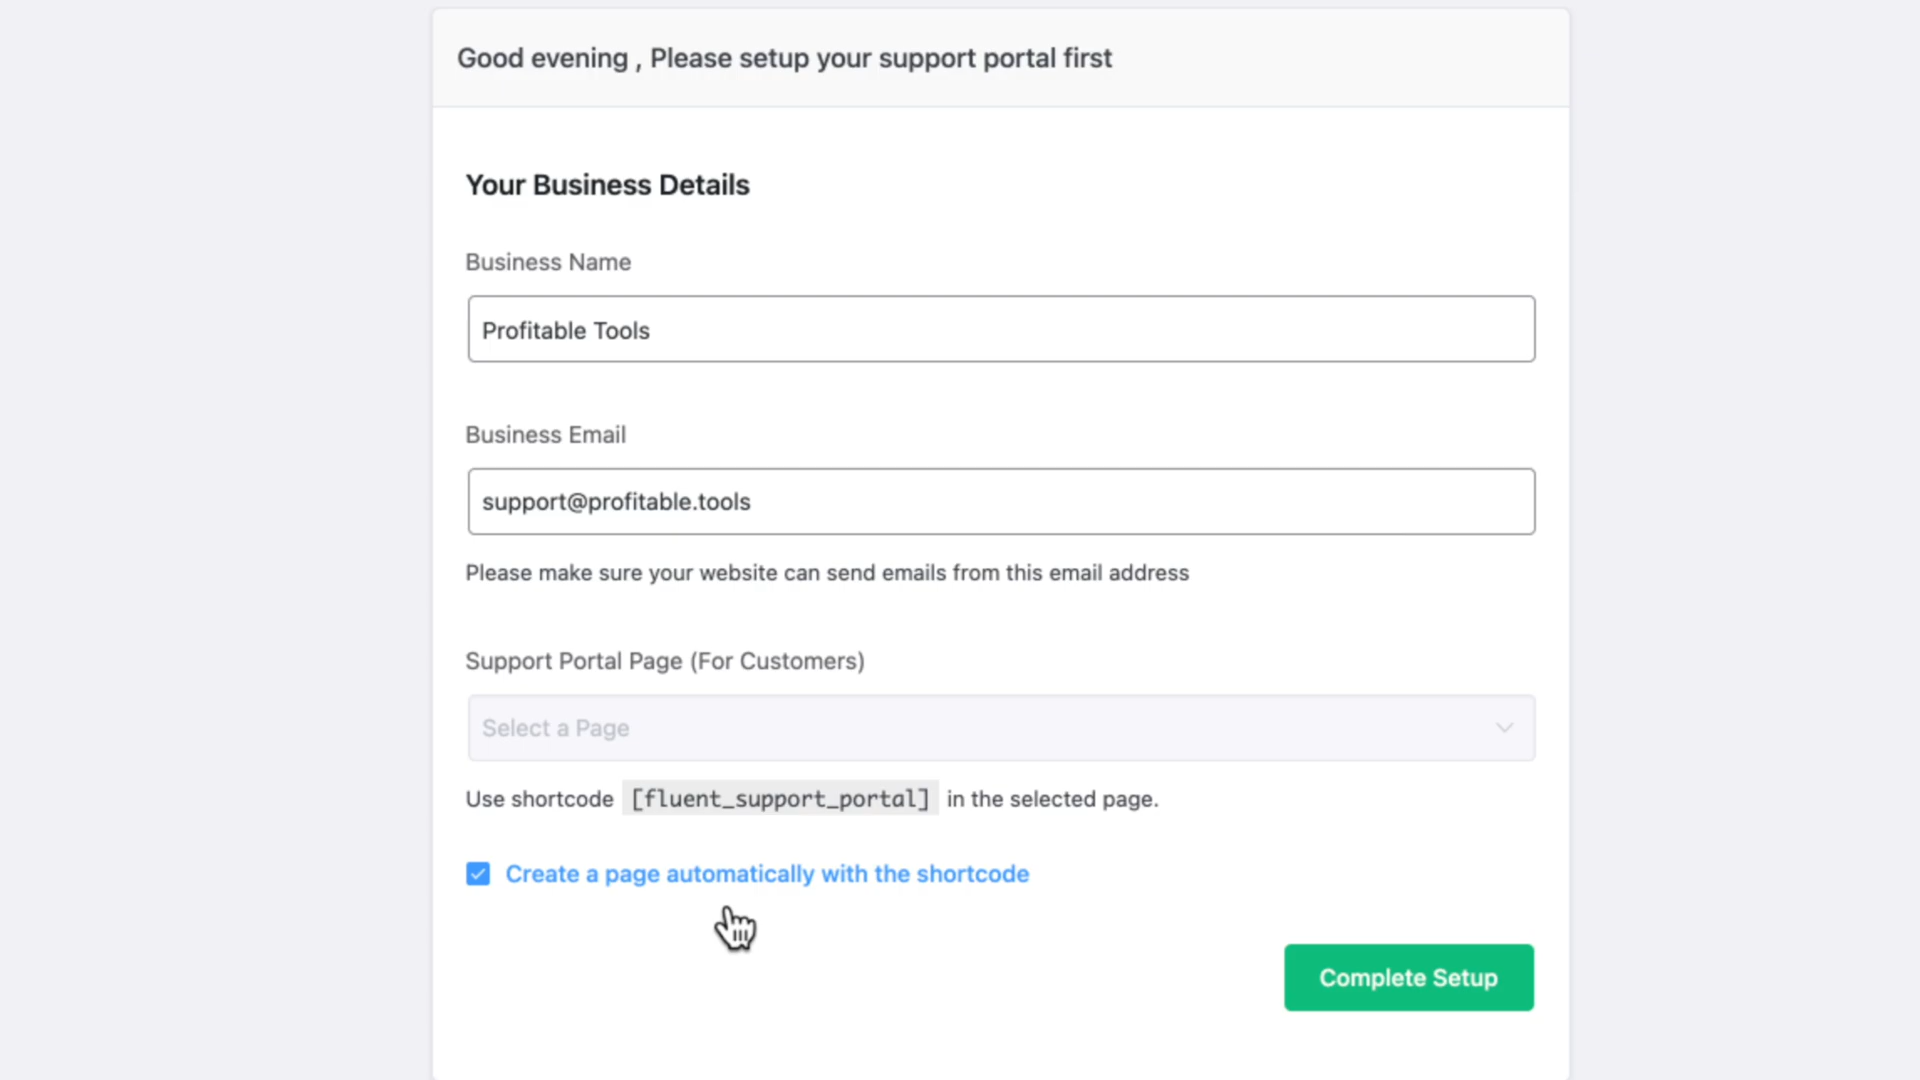 Good evening , Please setup your support portal first
Your Business Details
Business Name
Profitable Tools
Business Email
support@profitable.tools
Please make sure your website can send emails from this email address
Support Portal Page (For Customers)
Select a Page
Use shortcode [fluent_support_portal] in the selected page.
Create a page automatically with the shortcode
Complete Setup